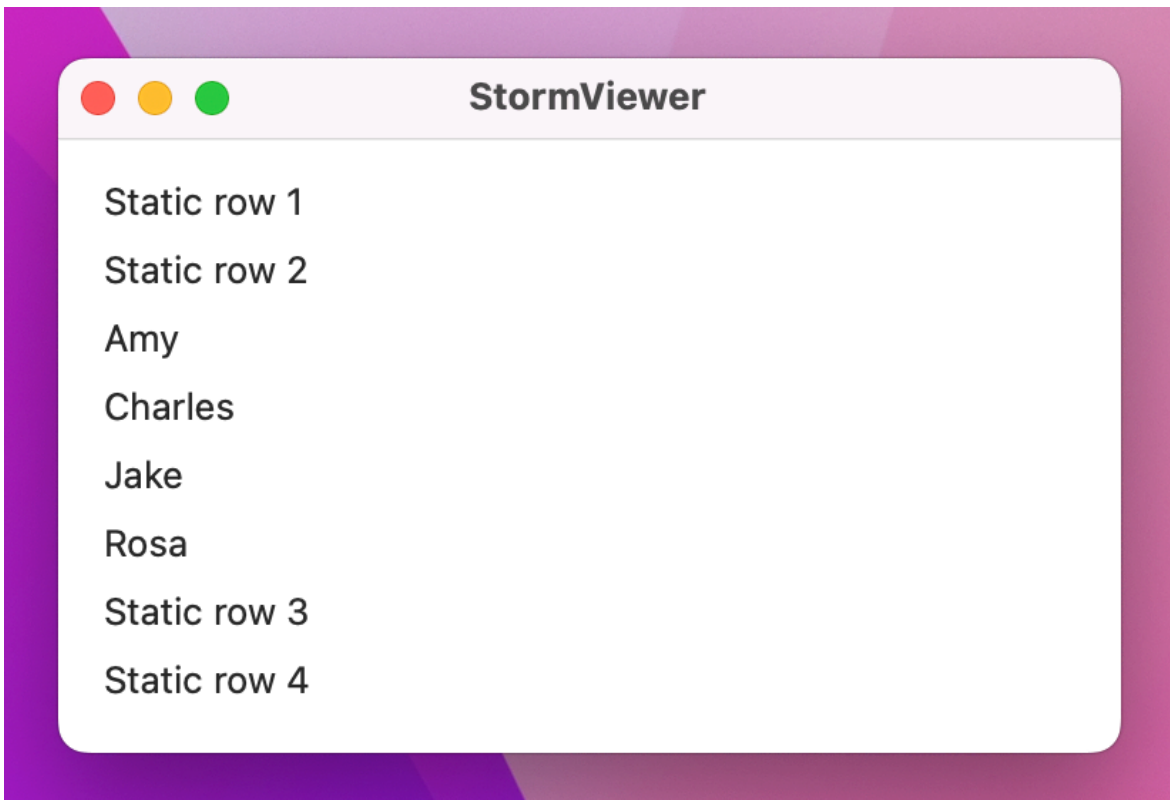 StormViewer
Static row 1
Static row 2
Amy
Charles
Jake
Rosa
Static row 3
Static row 4